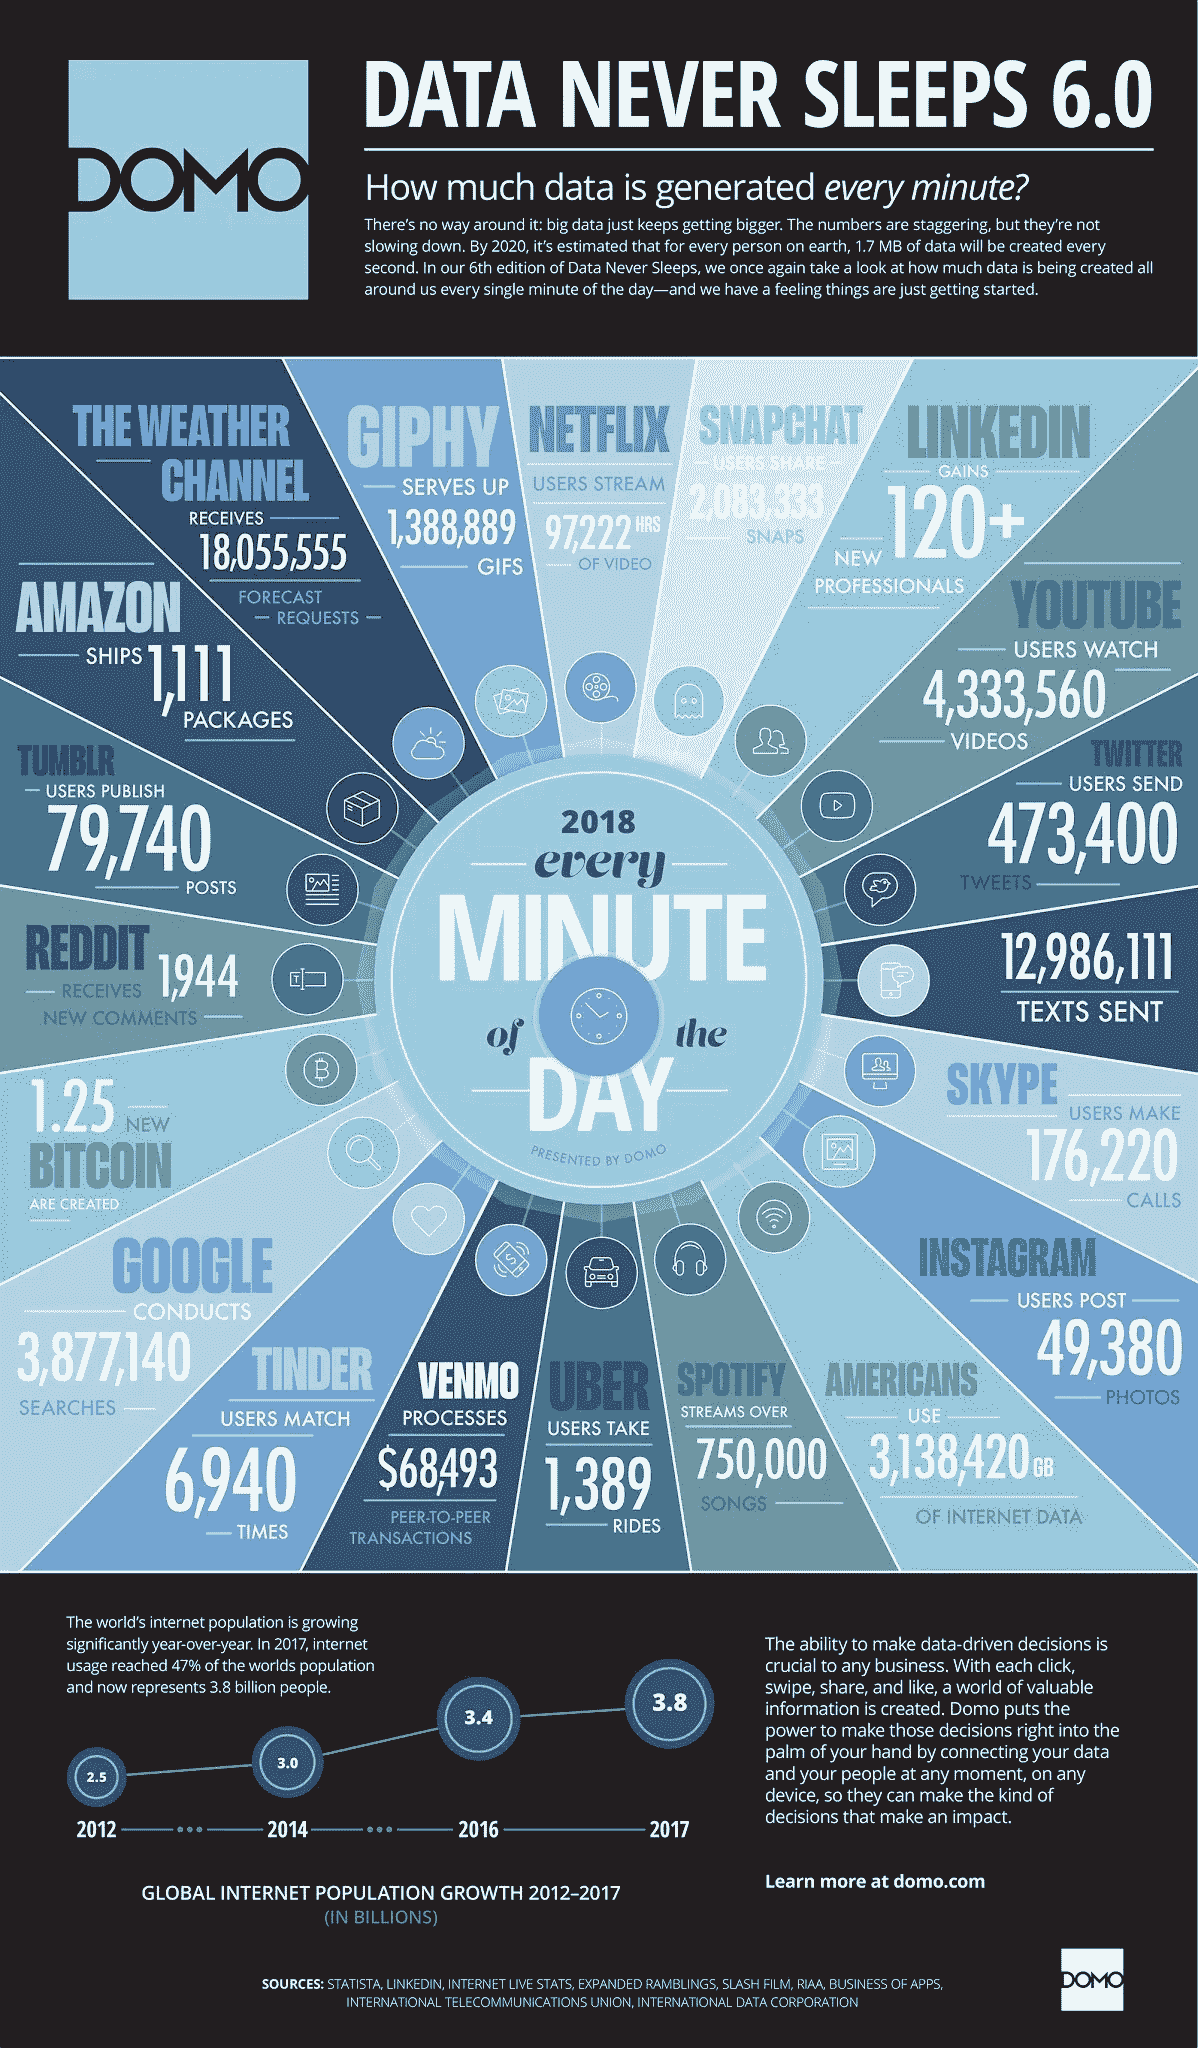 DOMO
DATA NEVER SLEEPS 6.0
How much data is generated every minute?
There's no way around it: big data just keeps getting bigger. The numbers are staggering, but they're not
slowing down. By 2020, it's estimated that for every person on earth, 1.7 MB of data will be created every
second. In our 6th edition of Data Never Sleeps, we once again take a look at how much data is being created all
around us every single minute of the day—and we have a feeling things are just getting started.
THE WEATHER
CHANNEL
RECEIVES
18,055,555
FORECAST
REQUESTS
GIPHY
SERVES UP
1,388,889
GIFS
NETFLIX
USERS STREAM
97,222 HRS
OF VIDEO
SNAPCHAT
USERS SHARE
2,083,333
SNAPS
LINKEDIN
GAINS
120+
NEW
PROFESSIONALS
YOUTUBE
USERS WATCH
4,333,560
VIDEOS
TWITTER
USERS SEND
473,400
TWEETS
12,986,111
TEXTS SENT
SKYPE
USERS MAKE
176,220
CALLS
INSTAGRAM
USERS POST
49,380
PHOTOS
AMERICANS
USE
3,138,420 GB
OF INTERNET DATA
SPOTIFY
STREAMS OVER
750,000
SONGS
UBER
USERS TAKE
1,389
RIDES
VENMO
PROCESSES
$68,493
PEER-TO-PEER
TRANSACTIONS
TINDER
USERS MATCH
6,940
TIMES
GOOGLE
CONDUCTS
3,877,140
SEARCHES
1.25 NEW
BITCOIN
ARE CREATED
REDDIT
RECEIVES 1,944
NEW COMMENTS
TUMBLR
USERS PUBLISH
79,740
POSTS
AMAZON
SHIPS 1,111
PACKAGES
2018
every
MINUTE
of the
DAY
PRESENTED BY DOMO
The world's internet population is growing
significantly year-over-year. In 2017, internet
usage reached 47% of the worlds population
and now represents 3.8 billion people.
2.5
3.0
3.4
3.8
2012 2014 2016 2017
GLOBAL INTERNET POPULATION GROWTH 2012–2017
(IN BILLIONS)
The ability to make data-driven decisions is
crucial to any business. With each click,
swipe, share, and like, a world of valuable
information is created. Domo puts the
power to make those decisions right into the
palm of your hand by connecting your data
and your people at any moment, on any
device, so they can make the kind of
decisions that make an impact.
Learn more at domo.com
SOURCES: STATISTA, LINKEDIN, INTERNET LIVE STATS, EXPANDED RAMBLINGS, SLASH FILM, RIAA, BUSINESS OF APPS,
INTERNATIONAL TELECOMMUNICATIONS UNION, INTERNATIONAL DATA CORPORATION
DOMO